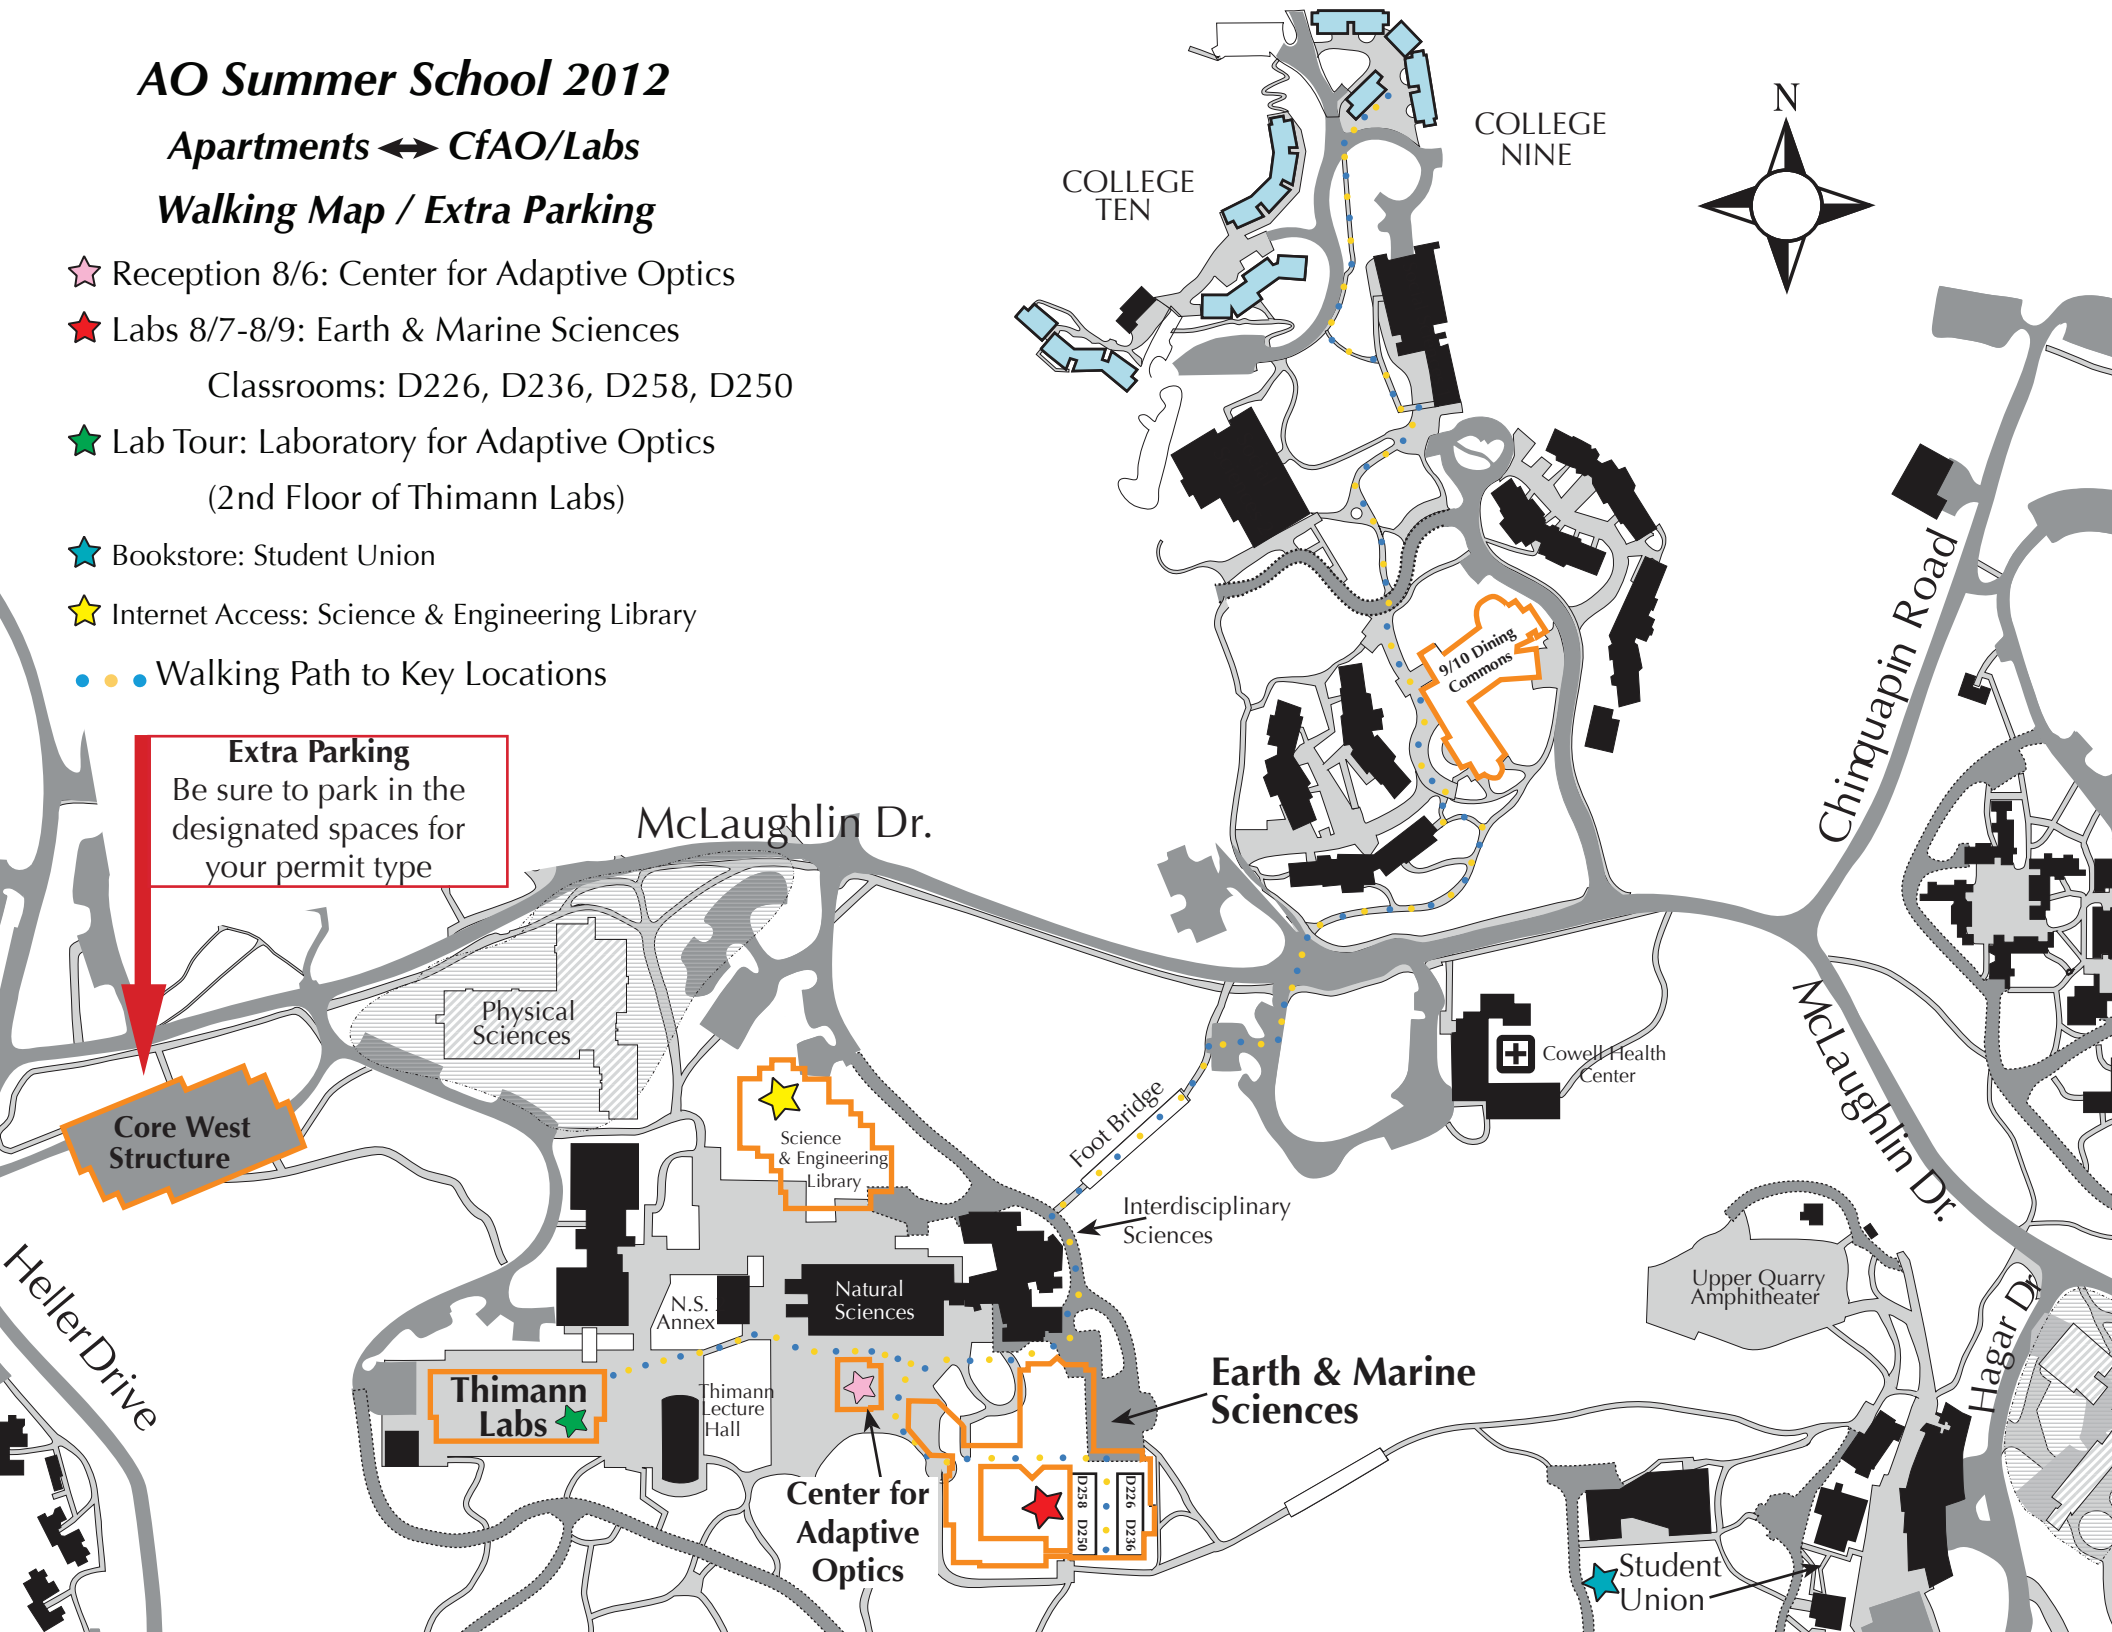 AO Summer School 2012
Apartments ↔ CfAO/Labs
Walking Map / Extra Parking
Reception 8/6: Center for Adaptive Optics
Labs 8/7-8/9: Earth & Marine Sciences
Classrooms: D226, D236, D258, D250
Lab Tour: Laboratory for Adaptive Optics
(2nd Floor of Thimann Labs)
Bookstore: Student Union
Internet Access: Science & Engineering Library
Walking Path to Key Locations
Extra Parking
Be sure to park in the
designated spaces for
your permit type
COLLEGE
NINE
COLLEGE
TEN
N
9/10 Dining
Commons
Chinquapin Road
McLaughlin Dr.
McLaughlin Dr.
Physical
Sciences
Cowell Health
Center
Core West
Structure
Science
& Engineering
Library
Foot Bridge
Interdisciplinary
Sciences
Heller Drive
N.S.
Annex
Natural
Sciences
Upper Quarry
Amphitheater
Hagar Dr
Thimann
Labs
Thimann
Lecture
Hall
Earth & Marine
Sciences
Center for
Adaptive
Optics
D258 D250
D226 D236
Student
Union